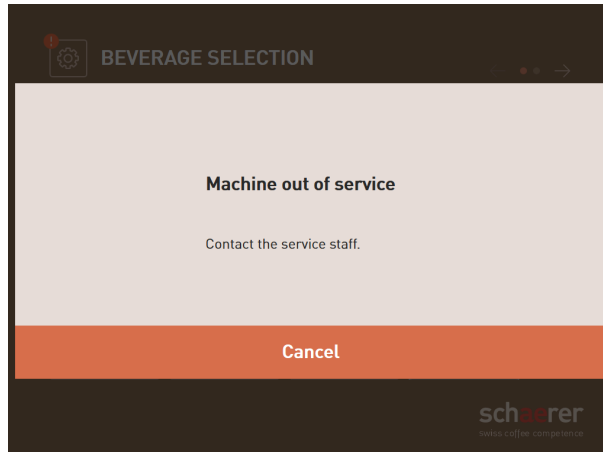 !
BEVERAGE SELECTION
Machine out of service
Contact the service staff.
Cancel
schaerer
swiss coffee competence